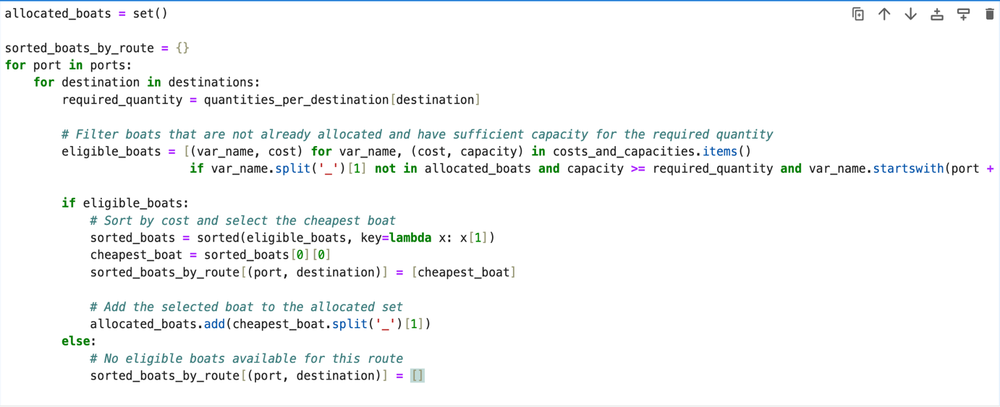 allocated_boats = set()
sorted_boats_by_route = {}
for port in ports:
    for destination in destinations:
        required_quantity = quantities_per_destination[destination]
        # Filter boats that are not already allocated and have sufficient capacity for the required quantity
        eligible_boats = [(var_name, cost) for var_name, (cost, capacity) in costs_and_capacities.items()
                          if var_name.split('_')[1] not in allocated_boats and capacity >= required_quantity and var_name.startswith(port +
        if eligible_boats:
            # Sort by cost and select the cheapest boat
            sorted_boats = sorted(eligible_boats, key=lambda x: x[1])
            cheapest_boat = sorted_boats[0][0]
            sorted_boats_by_route[(port, destination)] = [cheapest_boat]
            # Add the selected boat to the allocated set
            allocated_boats.add(cheapest_boat.split('_')[1])
        else:
            # No eligible boats available for this route
            sorted_boats_by_route[(port, destination)] = []